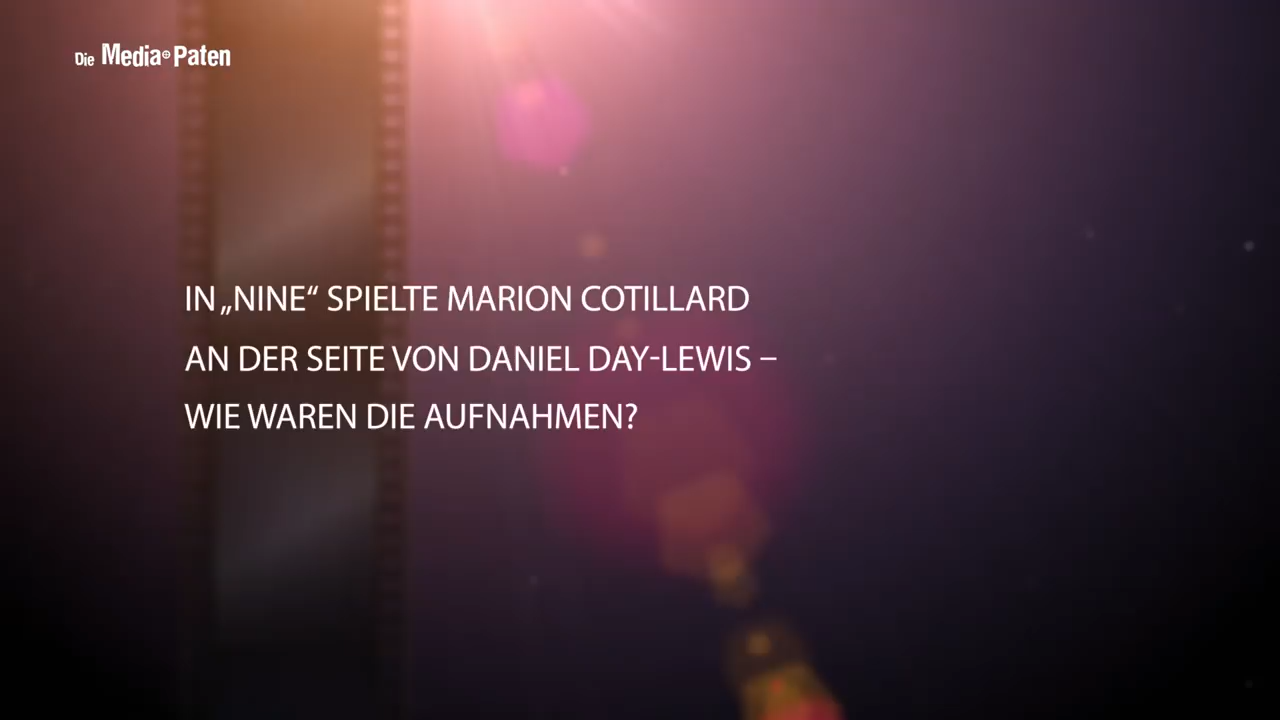 Die Media Paten
IN „NINE“ SPIELTE MARION COTILLARD
AN DER SEITE VON DANIEL DAY-LEWIS –
WIE WAREN DIE AUFNAHMEN?